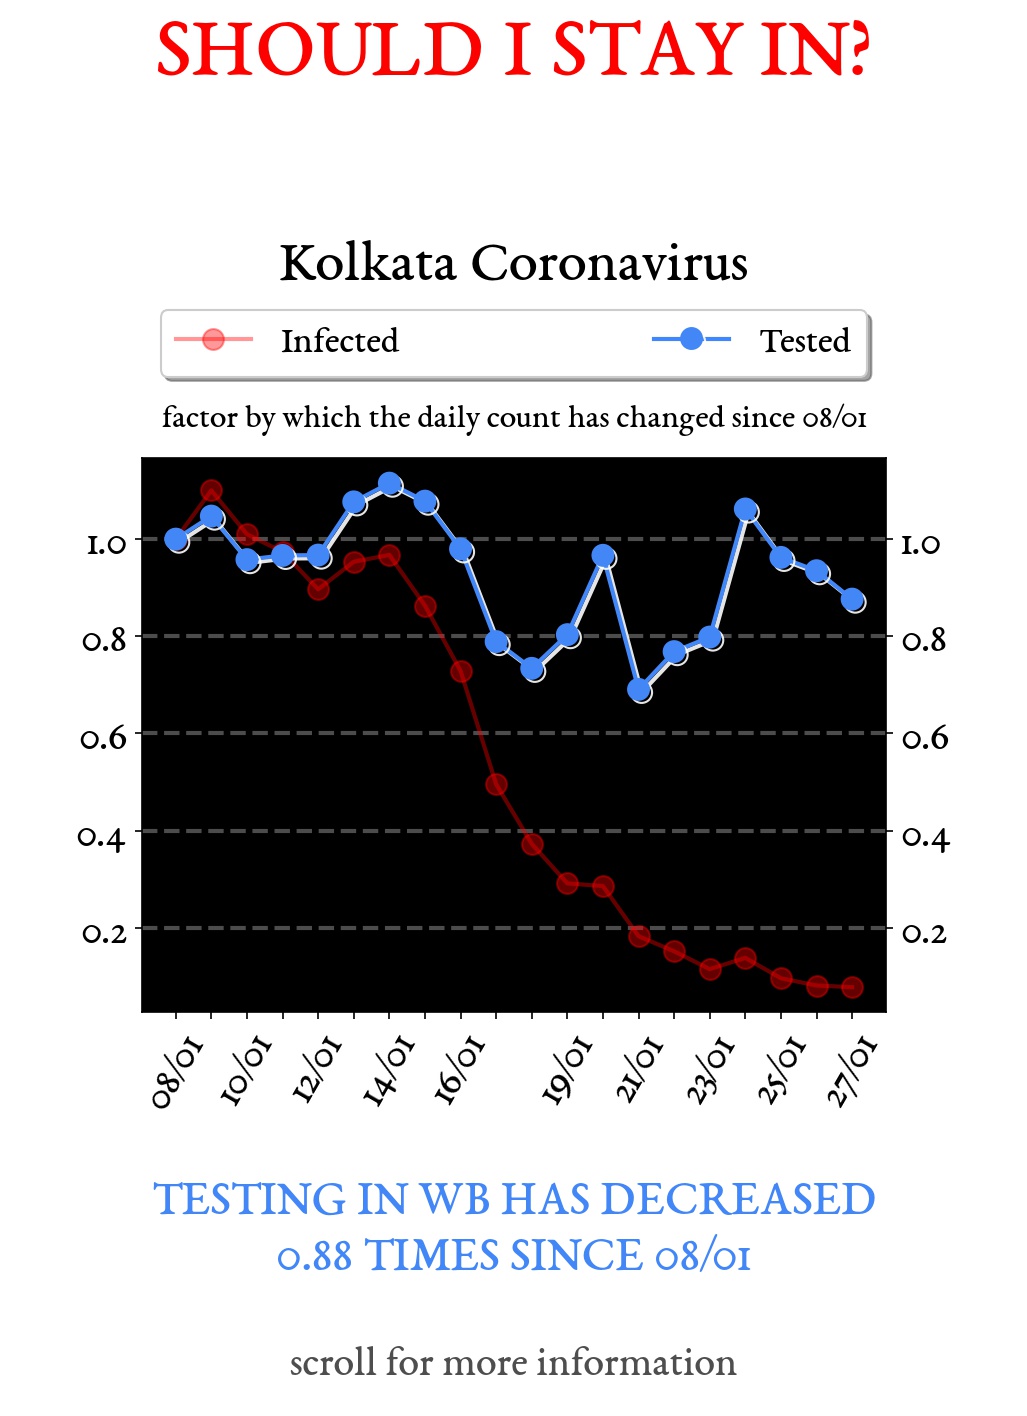 SHOULD I STAY IN?
Kolkata Coronavirus
Infected Tested
factor by which the daily count has changed since 08/01
1.0 1.0
0.8 0.8
0.6 0.6
0.4 0.4
0.2 0.2
08/01 10/01 12/01 14/01 16/01 19/01 21/01 23/01 25/01 27/01
TESTING IN WB HAS DECREASED
0.88 TIMES SINCE 08/01
scroll for more information